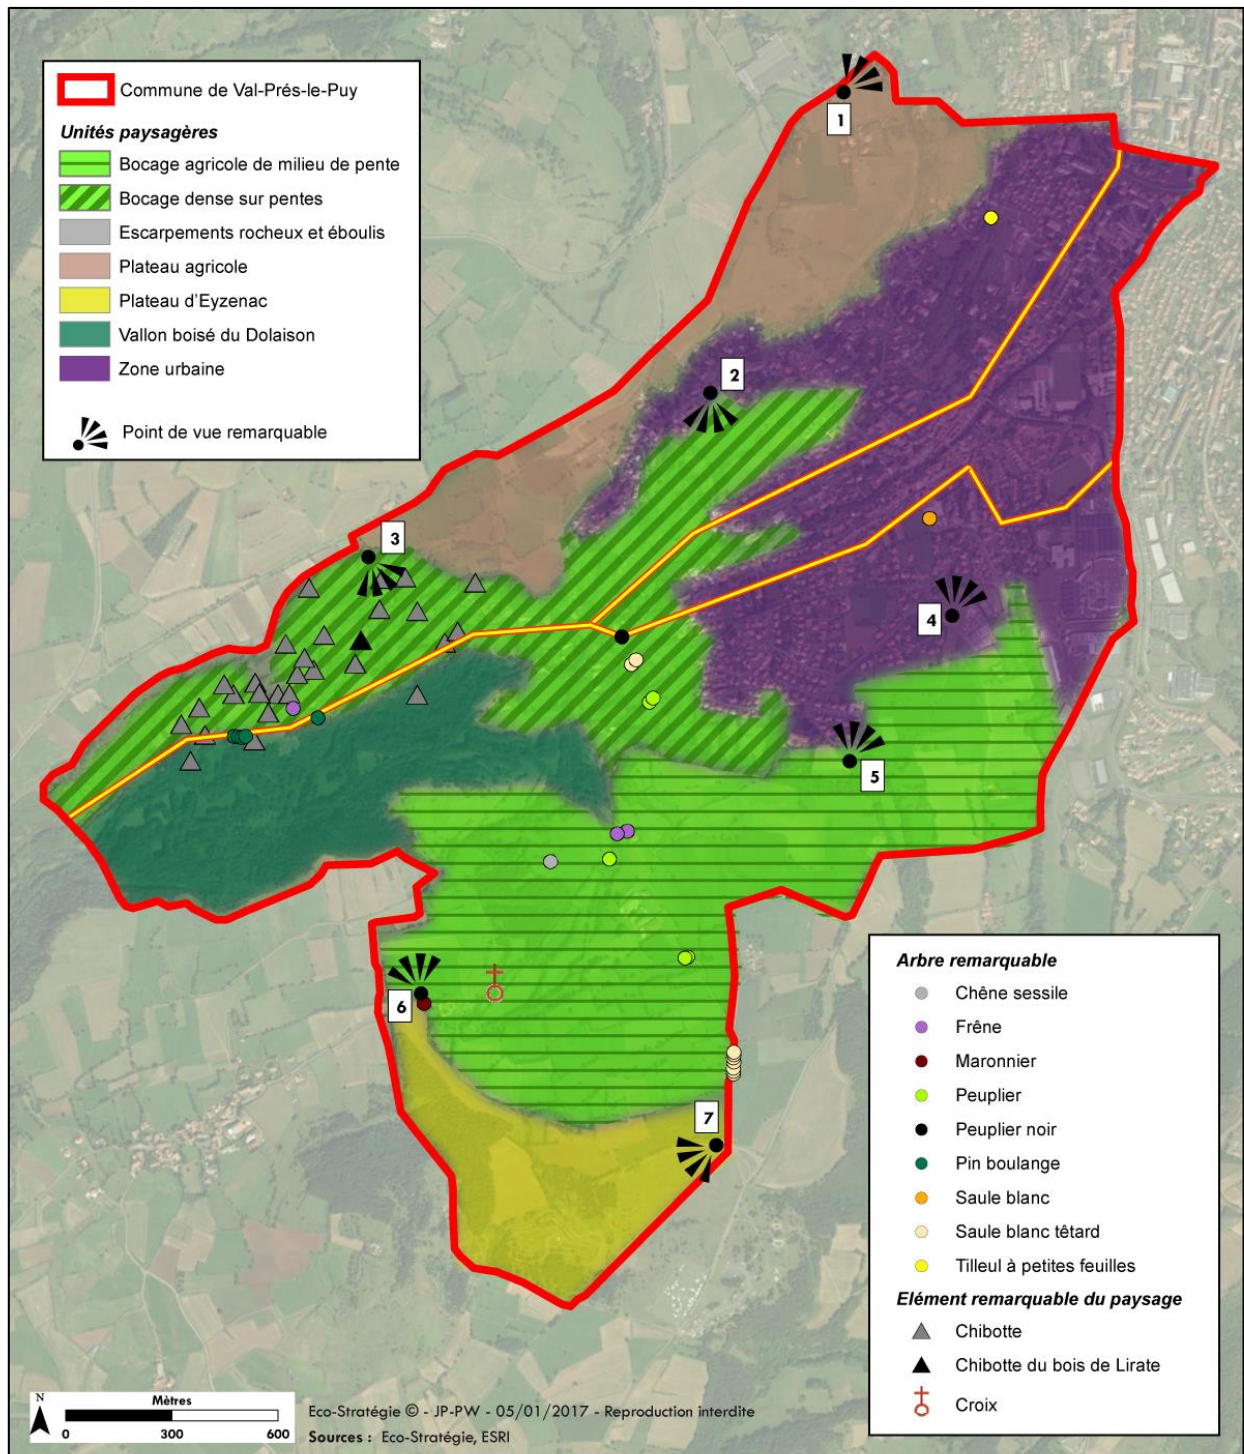 Commune de Val-Prés-le-Puy
Unités paysagères
Bocage agricole de milieu de pente
Bocage dense sur pentes
Escarpements rocheux et éboulis
Plateau agricole
Plateau d'Eyzenac
Vallon boisé du Dolaison
Zone urbaine
Point de vue remarquable
1
2
3
4
5
6
7
Arbre remarquable
Chêne sessile
Frêne
Maronnier
Peuplier
Peuplier noir
Pin boulange
Saule blanc
Saule blanc têtard
Tilleul à petites feuilles
Elément remarquable du paysage
Chibotte
Chibotte du bois de Lirate
Croix
N
Mètres
0 300 600
Eco-Stratégie © - JP-PW - 05/01/2017 - Reproduction interdite
Sources : Eco-Stratégie, ESRI